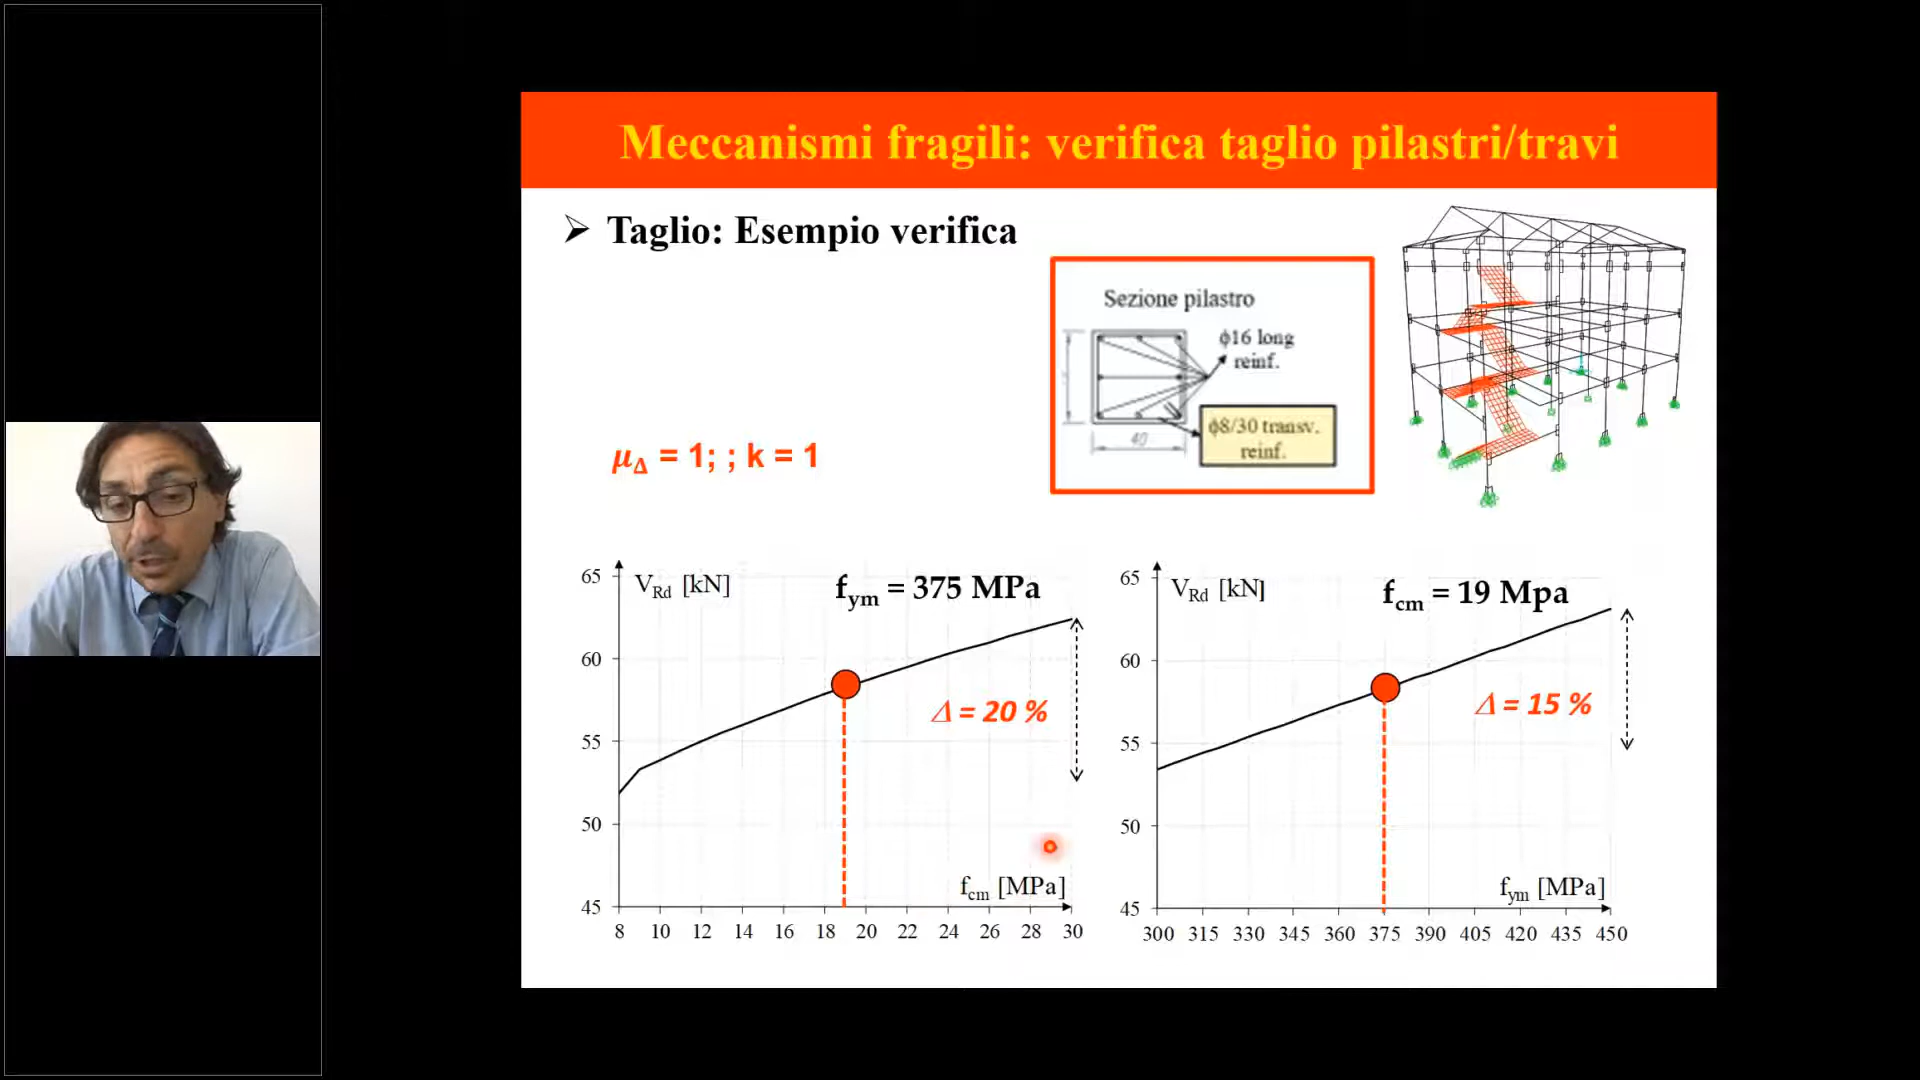 Meccanismi fragili: verifica taglio pilastri/travi
➢ Taglio: Esempio verifica
Sezione pilastro
ϕ16 long
reinf.
ϕ8/30 transv.
reinf.
40
μΔ = 1; ; k = 1
VRd [kN]
fym = 375 MPa
65
60
55
50
45
Δ = 20 %
fcm [MPa]
8 10 12 14 16 18 20 22 24 26 28 30
VRd [kN]
fcm = 19 Mpa
65
60
55
50
45
Δ = 15 %
fym [MPa]
300 315 330 345 360 375 390 405 420 435 450